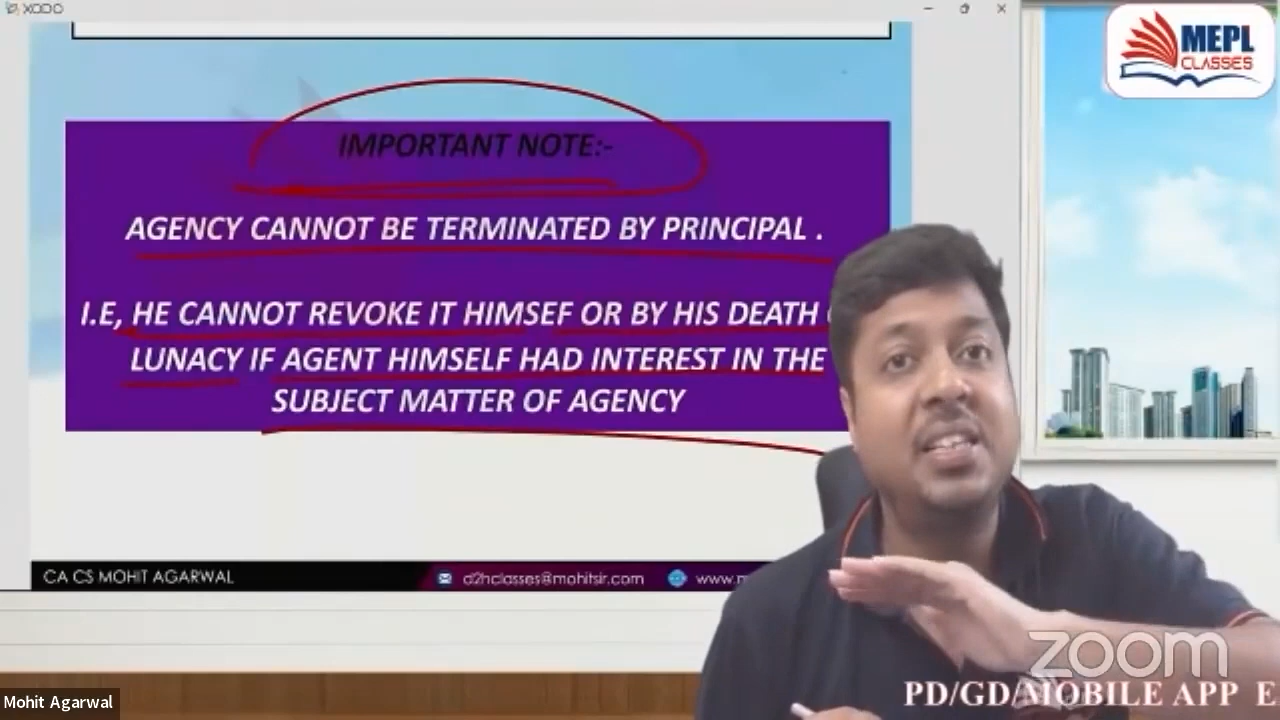 XODO
MEPL
CLASSES
IMPORTANT NOTE:-
AGENCY CANNOT BE TERMINATED BY PRINCIPAL .
I.E, HE CANNOT REVOKE IT HIMSEF OR BY HIS DEATH
LUNACY IF AGENT HIMSELF HAD INTEREST IN THE
SUBJECT MATTER OF AGENCY
CA CS MOHIT AGARWAL
d2hclasses@mohitsir.com
zoom
Mohit Agarwal
PD/GD/MOBILE APP E